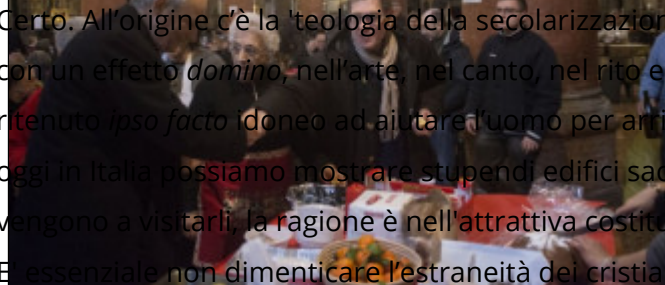 Certo. All'origine c'è la 'teologia della secolarizzazion
con un effetto domino, nell'arte, nel canto, nel rito e
ritenuto ipso facto idoneo ad aiutare l'uomo per arri
oggi in Italia possiamo mostrare stupendi edifici sac
vengono a visitarli, la ragione è nell'attrattiva costitu
E' essenziale non dimenticare l'estraneità dei cristia